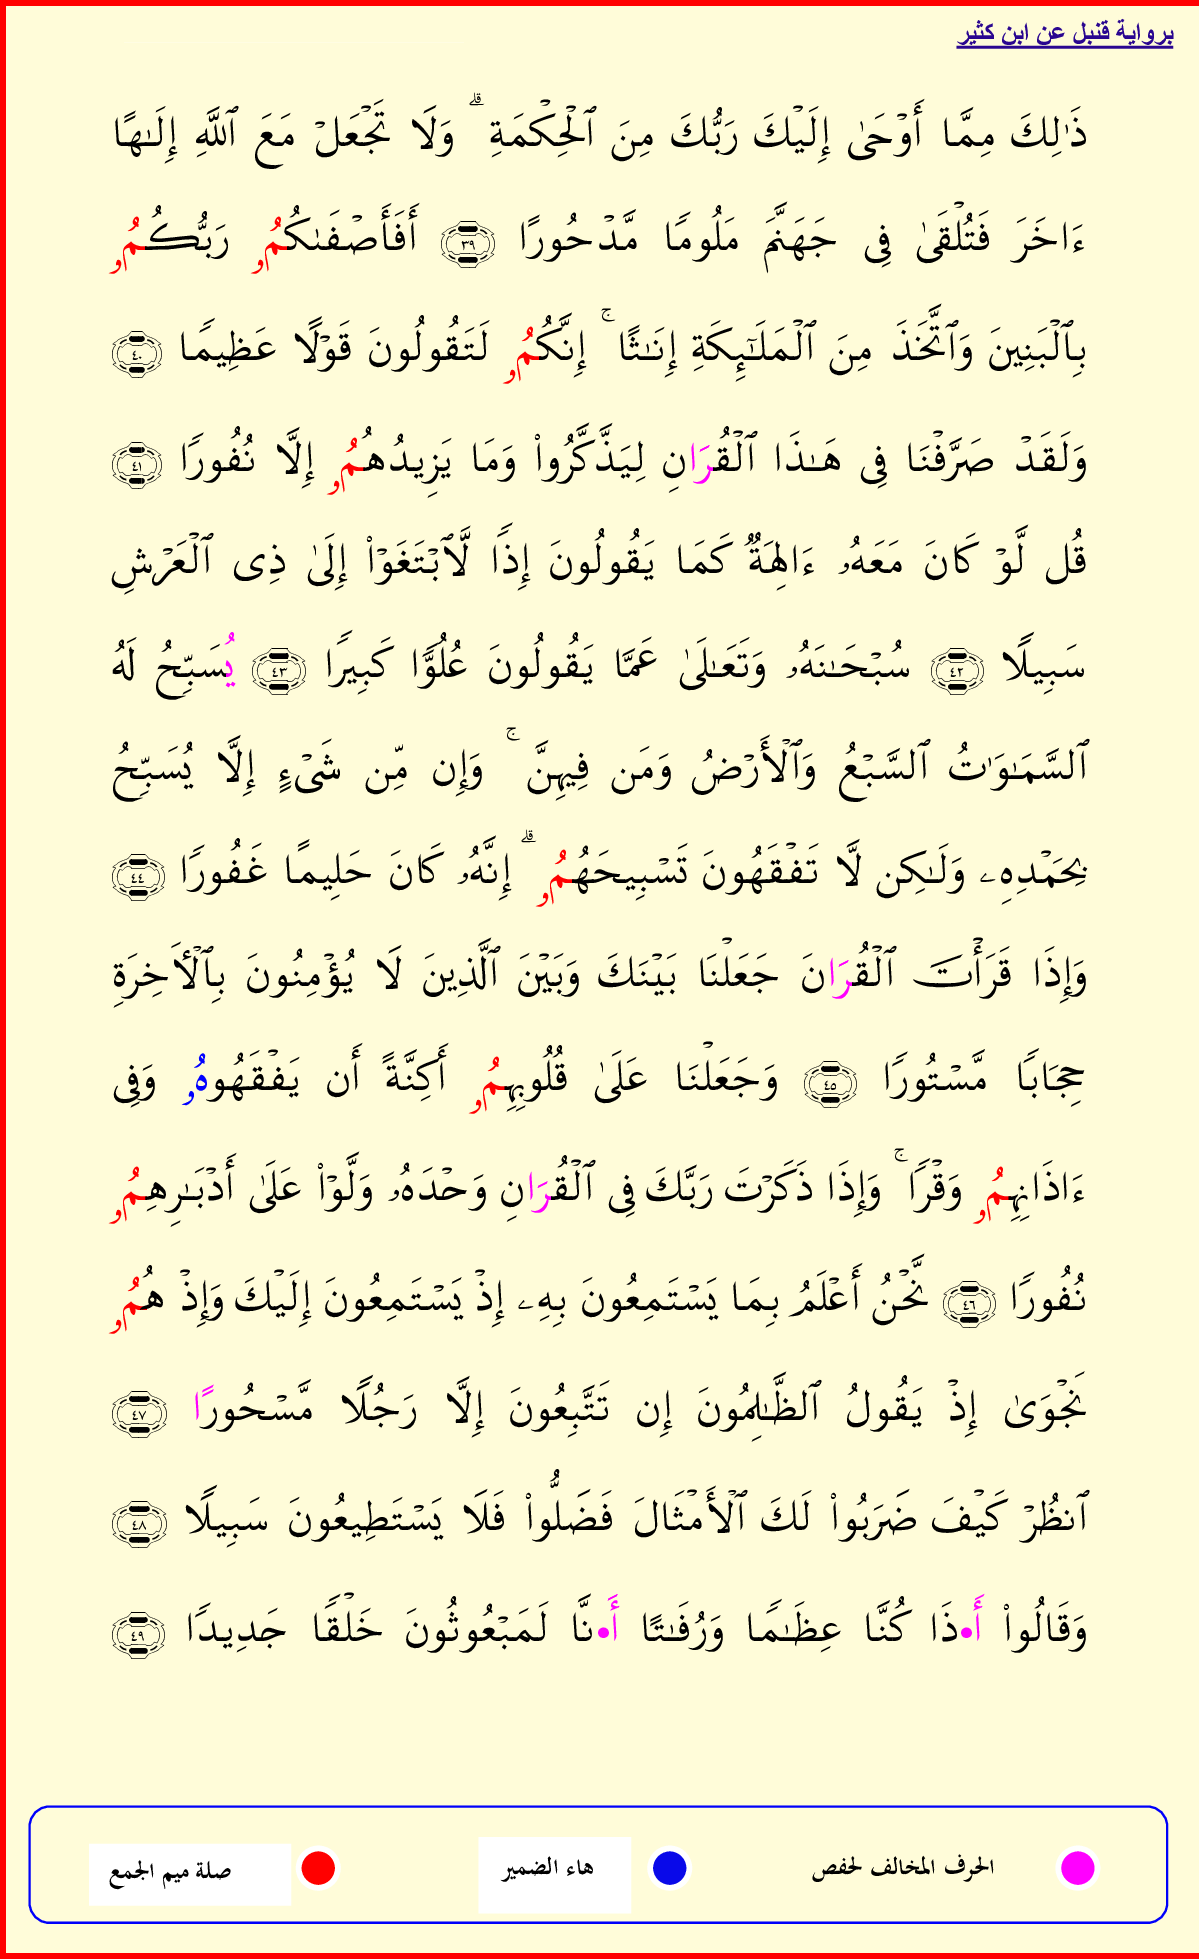 برواية قنبل عن ابن كثير
ذَٰلِكَ مِمَّا أَوْحَىٰ إِلَيْكَ رَبُّكَ مِنَ ٱلْحِكْمَةِ ۗ وَلَا تَجْعَلْ مَعَ ٱللَّهِ إِلَـٰهًا
ءَاخَرَ فَتُلْقَىٰ فِى جَهَنَّمَ مَلُومًا مَّدْحُورًا ٣٩ أَفَأَصْفَىٰكُمُۥ رَبُّكُمُۥ
بِٱلْبَنِينَ وَٱتَّخَذَ مِنَ ٱلْمَلَـٰٓئِكَةِ إِنَـٰثًا ۚ إِنَّكُمُۥ لَتَقُولُونَ قَوْلًا عَظِيمًا ٤٠
وَلَقَدْ صَرَّفْنَا فِى هَـٰذَا ٱلْقُرَانِ لِيَذَّكَّرُوا۟ وَمَا يَزِيدُهُمُۥ إِلَّا نُفُورًا ٤١
قُل لَّوْ كَانَ مَعَهُۥ ءَالِهَةٌ كَمَا يَقُولُونَ إِذًا لَّٱبْتَغَوْا۟ إِلَىٰ ذِى ٱلْعَرْشِ
سَبِيلًا ٤٢ سُبْحَـٰنَهُۥ وَتَعَـٰلَىٰ عَمَّا يَقُولُونَ عُلُوًّا كَبِيرًا ٤٣ يُسَبِّحُ لَهُ
ٱلسَّمَـٰوَٰتُ ٱلسَّبْعُ وَٱلْأَرْضُ وَمَن فِيهِنَّ ۚ وَإِن مِّن شَىْءٍ إِلَّا يُسَبِّحُ
بِحَمْدِهِۦ وَلَـٰكِن لَّا تَفْقَهُونَ تَسْبِيحَهُمُۥ ۗ إِنَّهُۥ كَانَ حَلِيمًا غَفُورًا ٤٤
وَإِذَا قَرَأْتَ ٱلْقُرَانَ جَعَلْنَا بَيْنَكَ وَبَيْنَ ٱلَّذِينَ لَا يُؤْمِنُونَ بِٱلْأَخِرَةِ
حِجَابًا مَّسْتُورًا ٤٥ وَجَعَلْنَا عَلَىٰ قُلُوبِهِمُۥ أَكِنَّةً أَن يَفْقَهُوهُۥ وَفِى
ءَاذَانِهِمُۥ وَقْرًا ۚ وَإِذَا ذَكَرْتَ رَبَّكَ فِى ٱلْقُرَانِ وَحْدَهُۥ وَلَّوْا۟ عَلَىٰ أَدْبَـٰرِهِمُۥ
نُفُورًا ٤٦ نَّحْنُ أَعْلَمُ بِمَا يَسْتَمِعُونَ بِهِۦ إِذْ يَسْتَمِعُونَ إِلَيْكَ وَإِذْ هُمُۥ
نَجْوَىٰ إِذْ يَقُولُ ٱلظَّـٰلِمُونَ إِن تَتَّبِعُونَ إِلَّا رَجُلًا مَّسْحُورًا ٤٧
ٱنظُرْ كَيْفَ ضَرَبُوا۟ لَكَ ٱلْأَمْثَالَ فَضَلُّوا۟ فَلَا يَسْتَطِيعُونَ سَبِيلًا ٤٨
وَقَالُوا۟ أَ•ذَا كُنَّا عِظَـٰمًا وَرُفَـٰتًا أَ•نَّا لَمَبْعُوثُونَ خَلْقًا جَدِيدًا ٤٩
الحرف المخالف لحفص هاء الضمير صلة ميم الجمع